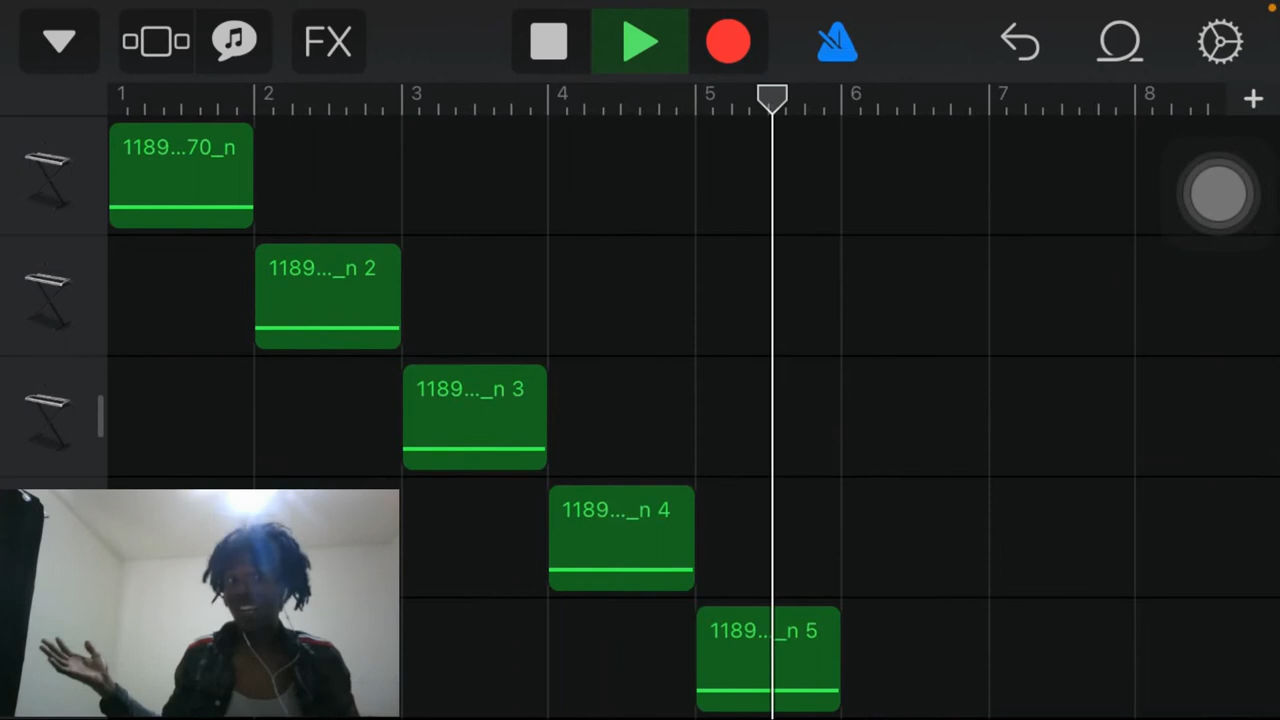 FX
1 2 3 4 5 6 7 8 +
1189...70_n
1189..._n 2
1189..._n 3
1189..._n 4
1189..._n 5